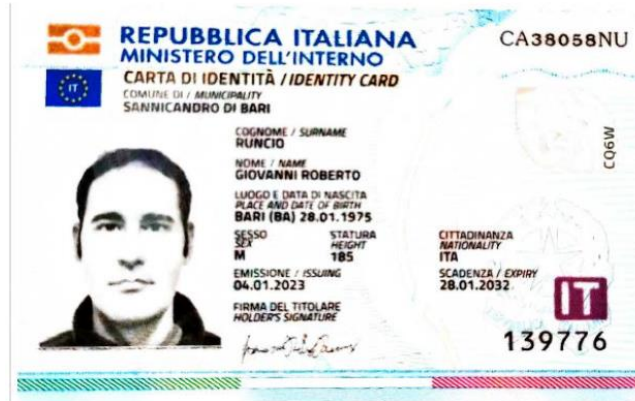 REPUBBLICA ITALIANA
MINISTERO DELL'INTERNO
CA38058NU
IT
CARTA DI IDENTITÀ / IDENTITY CARD
COMUNE DI / MUNICIPALITY
SANNICANDRO DI BARI
COGNOME / SURNAME
RUNCIO
NOME / NAME
GIOVANNI ROBERTO
LUOGO E DATA DI NASCITA
PLACE AND DATE OF BIRTH
BARI (BA) 28.01.1975
SESSO
SEX
M
STATURA
HEIGHT
185
CITTADINANZA
NATIONALITY
ITA
EMISSIONE / ISSUING
04.01.2023
SCADENZA / EXPIRY
28.01.2032
FIRMA DEL TITOLARE
HOLDER'S SIGNATURE
CQ6W
IT
139776